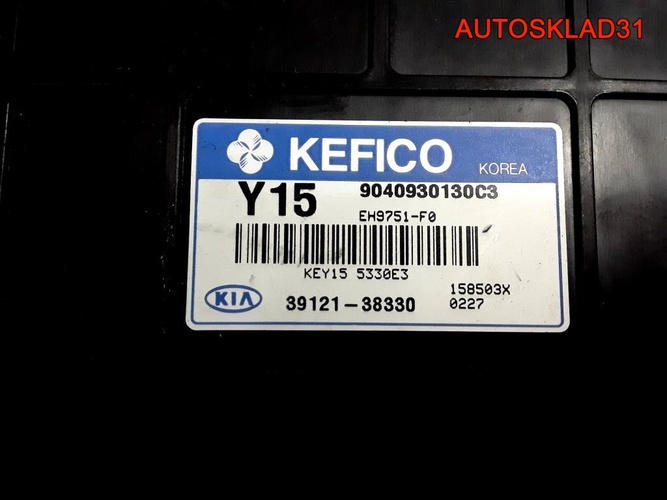 AUTOSKLAD31
KEFICO KOREA
Y15 9040930130C3
EH9751-F0
KEY15 5330E3
KIA 39121-38330
158503X
0227